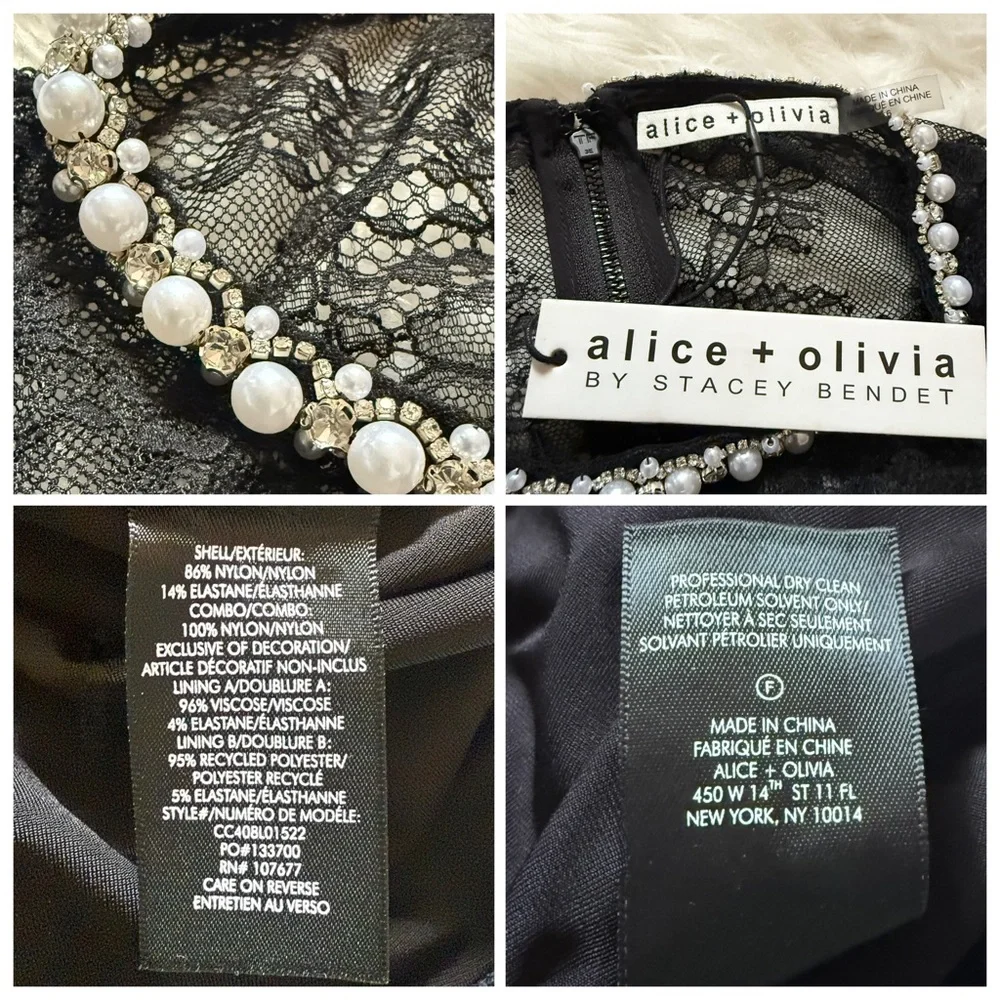 alice + olivia
MADE IN CHINA
EN CHINE
alice + olivia
BY STACEY BENDET
SHELL/EXTÉRIEUR:
86% NYLON/NYLON
14% ELASTANE/ÉLASTHANNE
COMBO/COMBO:
100% NYLON/NYLON
EXCLUSIVE OF DECORATION/
ARTICLE DÉCORATIF NON-INCLUS
LINING A/DOUBLURE A:
96% VISCOSE/VISCOSE
4% ELASTANE/ÉLASTHANNE
LINING B/DOUBLURE B:
95% RECYCLED POLYESTER/
POLYESTER RECYCLÉ
5% ELASTANE/ÉLASTHANNE
STYLE#/NUMÉRO DE MODÉLE:
CC40BL01522
PO#133700
RN# 107677
CARE ON REVERSE
ENTRETIEN AU VERSO
PROFESSIONAL DRY CLEAN
PETROLEUM SOLVENT ONLY/
NETTOYER À SEC SEULEMENT
SOLVANT PÉTROLIER UNIQUEMENT
F
MADE IN CHINA
FABRIQUÉ EN CHINE
ALICE + OLIVIA
450 W 14TH ST 11 FL
NEW YORK, NY 10014